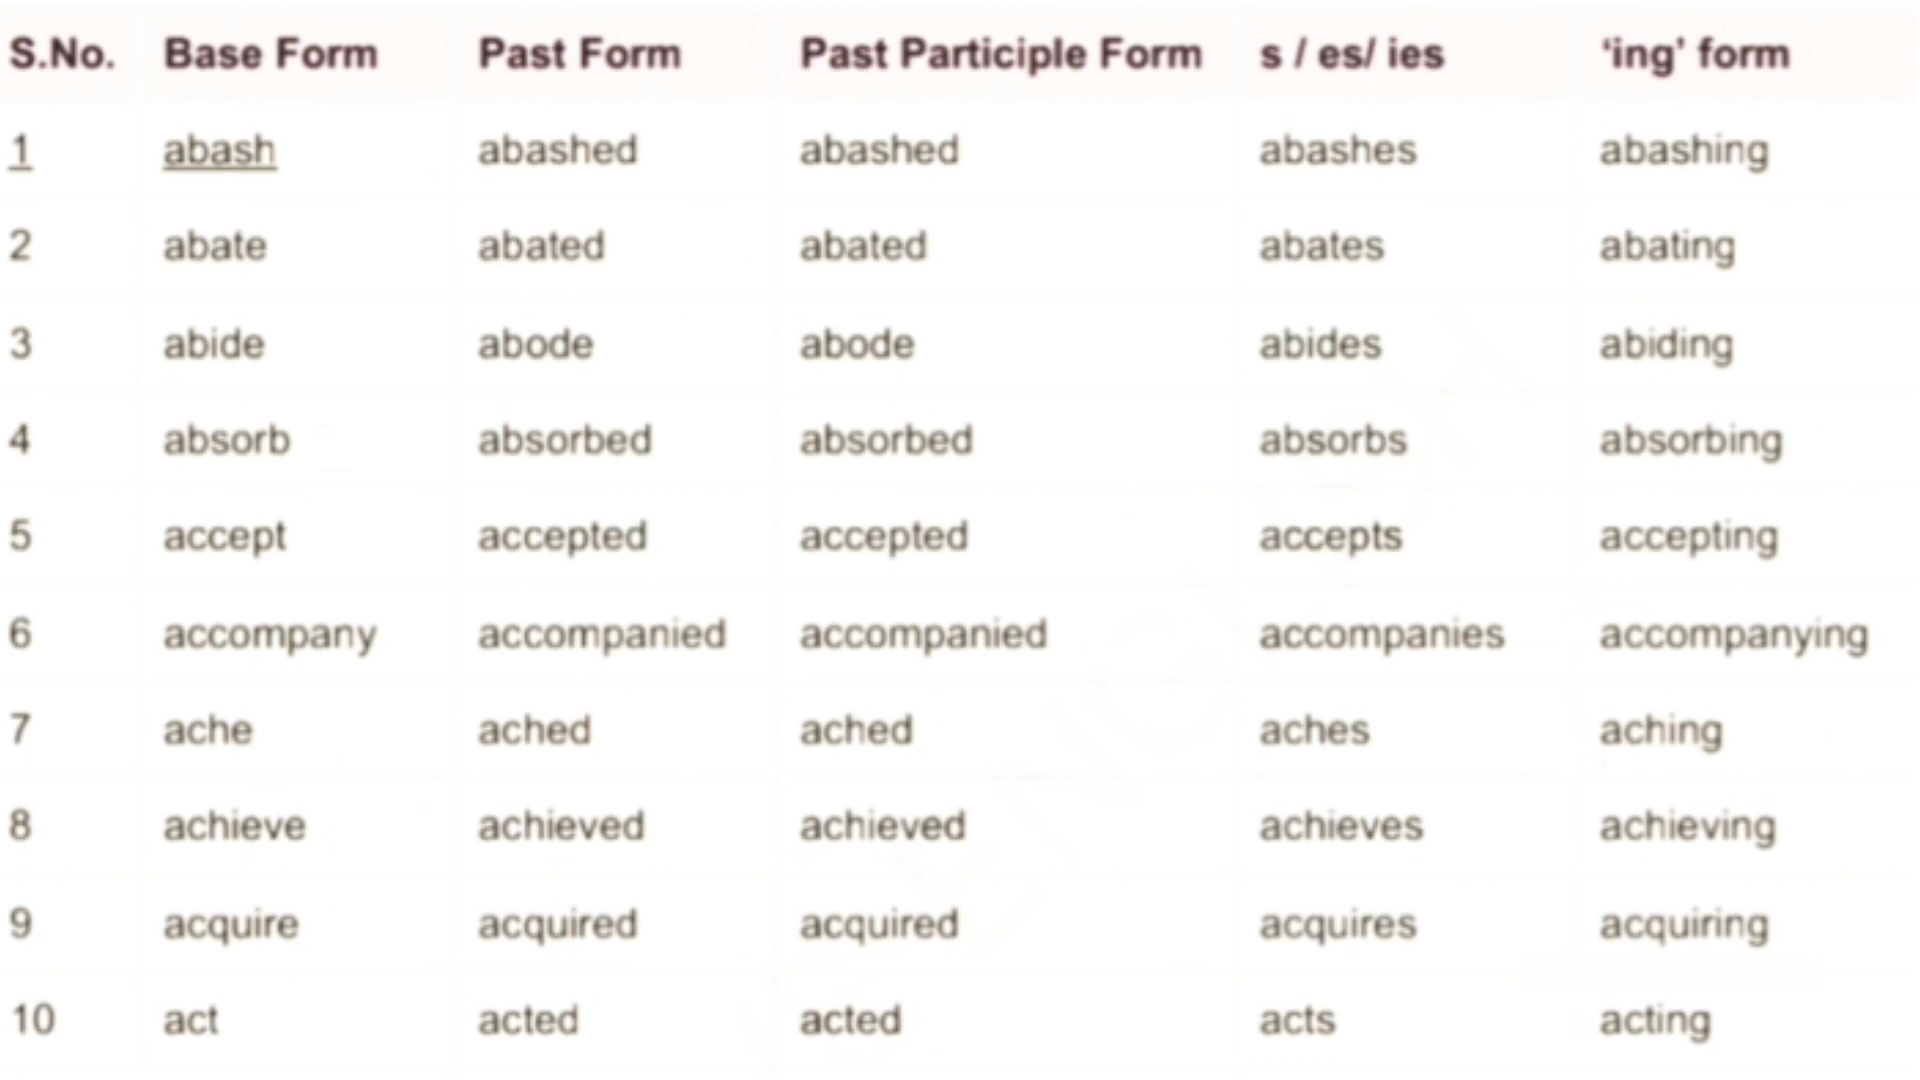 S.No. Base Form Past Form Past Participle Form s / es/ ies ‘ing’ form
1 abash abashed abashed abashes abashing
2 abate abated abated abates abating
3 abide abode abode abides abiding
4 absorb absorbed absorbed absorbs absorbing
5 accept accepted accepted accepts accepting
6 accompany accompanied accompanied accompanies accompanying
7 ache ached ached aches aching
8 achieve achieved achieved achieves achieving
9 acquire acquired acquired acquires acquiring
10 act acted acted acts acting